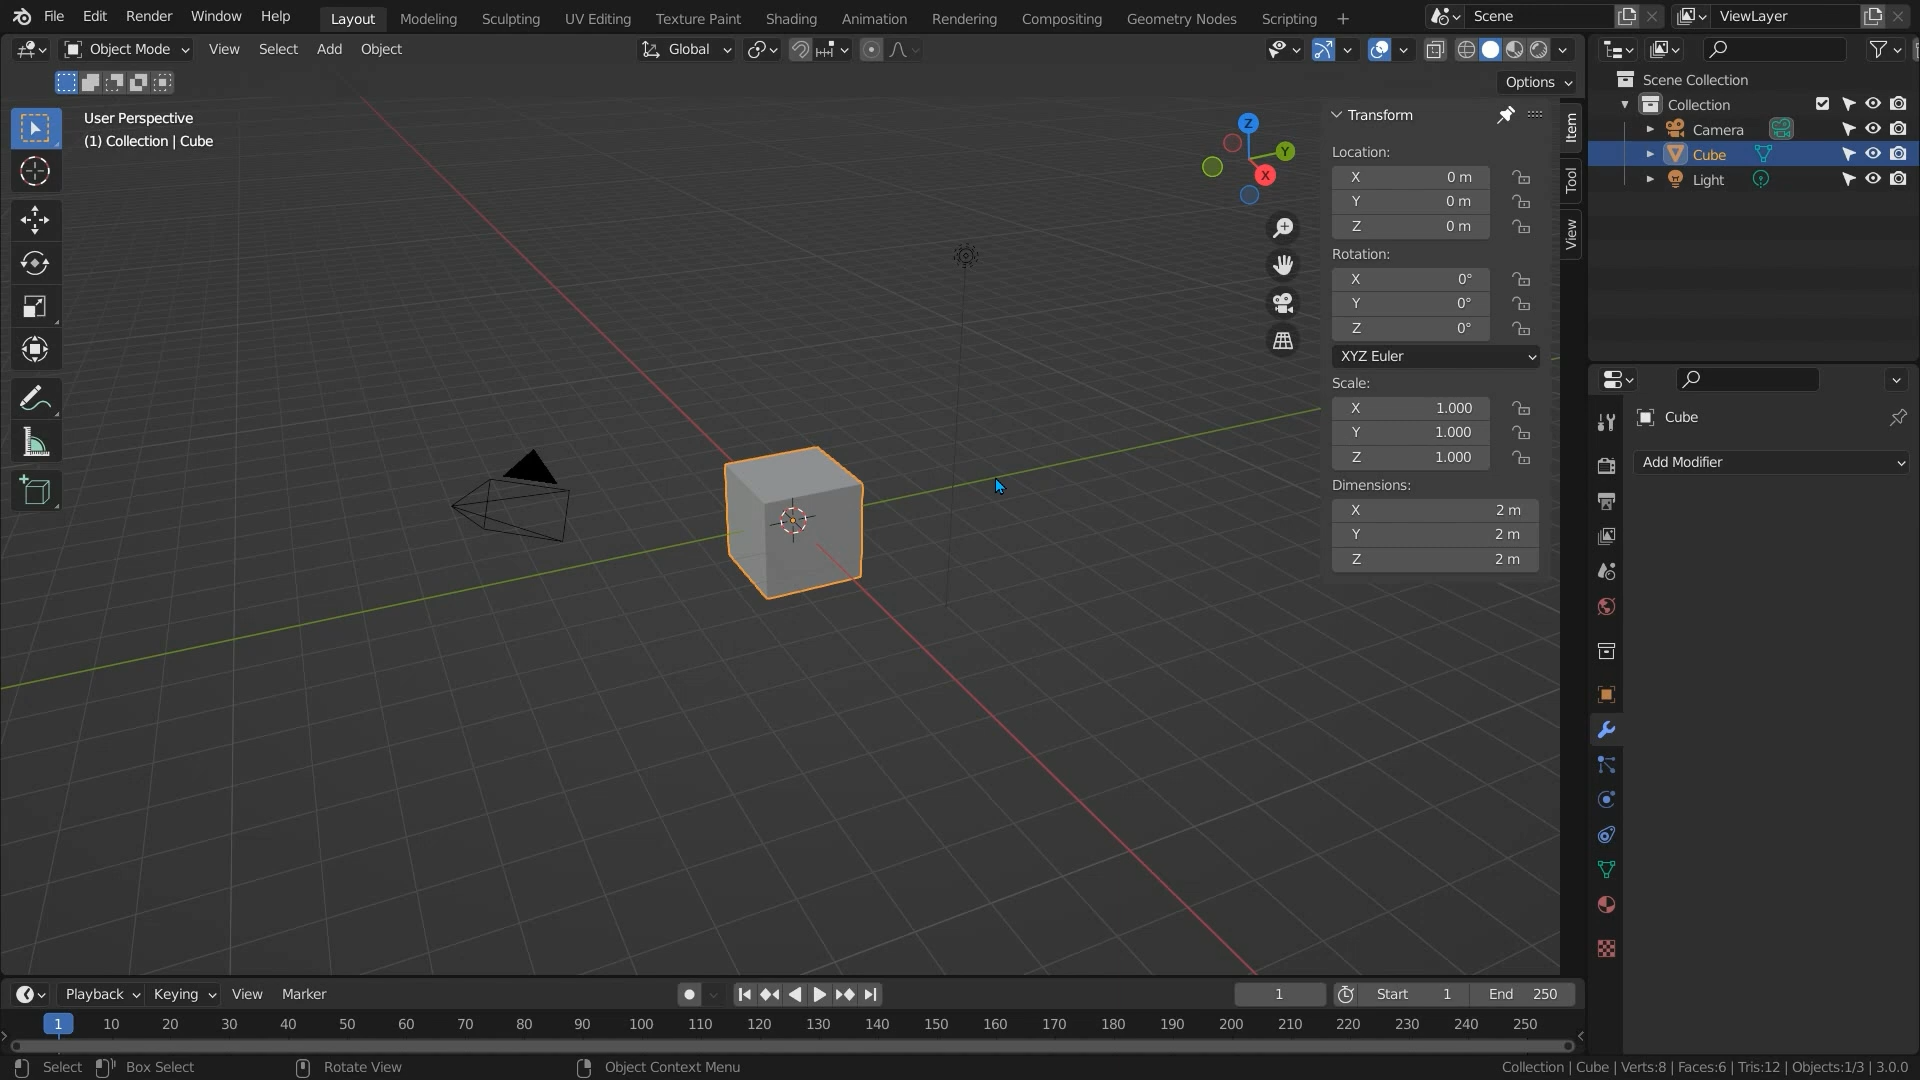 File Edit Render Window Help Layout Modeling Sculpting UV Editing Texture Paint Shading Animation Rendering Compositing Geometry Nodes Scripting + Scene ViewLayer
Object Mode View Select Add Object Global
Options
User Perspective
(1) Collection | Cube
Z
Y
X
Transform
Location:
X 0 m
Y 0 m
Z 0 m
Rotation:
X 0°
Y 0°
Z 0°
XYZ Euler
Scale:
X 1.000
Y 1.000
Z 1.000
Dimensions:
X 2 m
Y 2 m
Z 2 m
Item
Tool
View
Scene Collection
Collection
Camera
Cube
Light
Cube
Add Modifier
Playback Keying View Marker 1 Start 1 End 250
1 10 20 30 40 50 60 70 80 90 100 110 120 130 140 150 160 170 180 190 200 210 220 230 240 250
Select Box Select Rotate View Object Context Menu Collection | Cube | Verts:8 | Faces:6 | Tris:12 | Objects:1/3 | 3.0.0